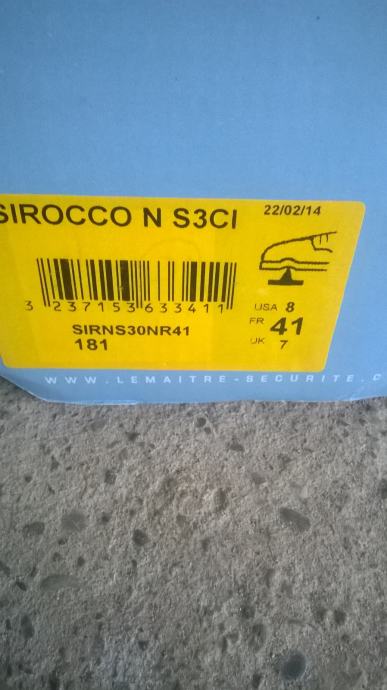 SIROCCO N S3CI
22/02/14
3 237153 633411
SIRNS30NR41
181
USA 8
FR 41
UK 7
WWW.LEMAITRE-SECURITE.C